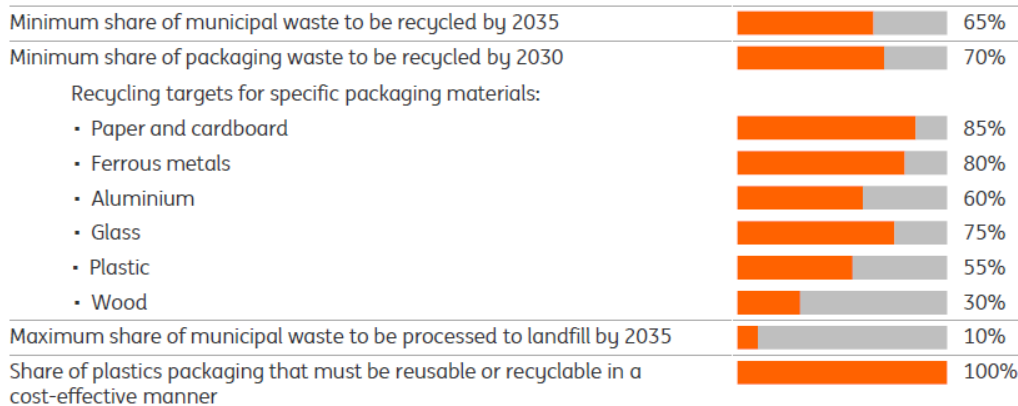 Minimum share of municipal waste to be recycled by 2035 65%
Minimum share of packaging waste to be recycled by 2030 70%
Recycling targets for specific packaging materials:
▪ Paper and cardboard 85%
▪ Ferrous metals 80%
▪ Aluminium 60%
▪ Glass 75%
▪ Plastic 55%
▪ Wood 30%
Maximum share of municipal waste to be processed to landfill by 2035 10%
Share of plastics packaging that must be reusable or recyclable in a 100%
cost-effective manner